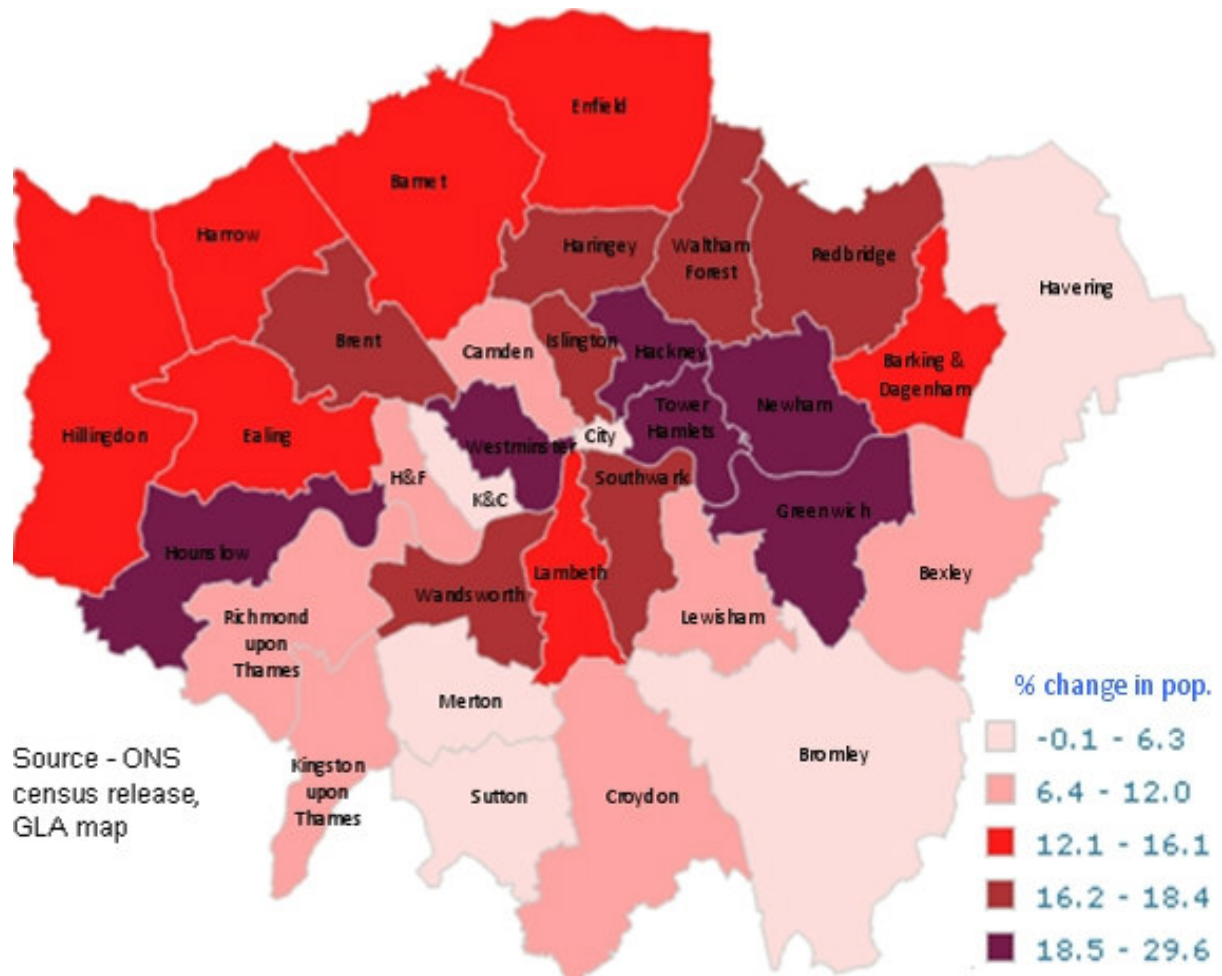 Enfield
Barnet
Harrow
Haringey
Waltham
Forest
Redbridge
Havering
Brent
Camden
Islington
Hackney
Barking &
Dagenham
Hillingdon
Ealing
Westminster
City
Tower
Hamlets
Newham
H&F
K&C
Southwark
Greenwich
Hounslow
Wandsworth
Lambeth
Lewisham
Bexley
Richmond
upon
Thames
Merton
Kingston
upon
Thames
Sutton
Croydon
Bromley
Source - ONS
census release,
GLA map
% change in pop.
-0.1 - 6.3
6.4 - 12.0
12.1 - 16.1
16.2 - 18.4
18.5 - 29.6